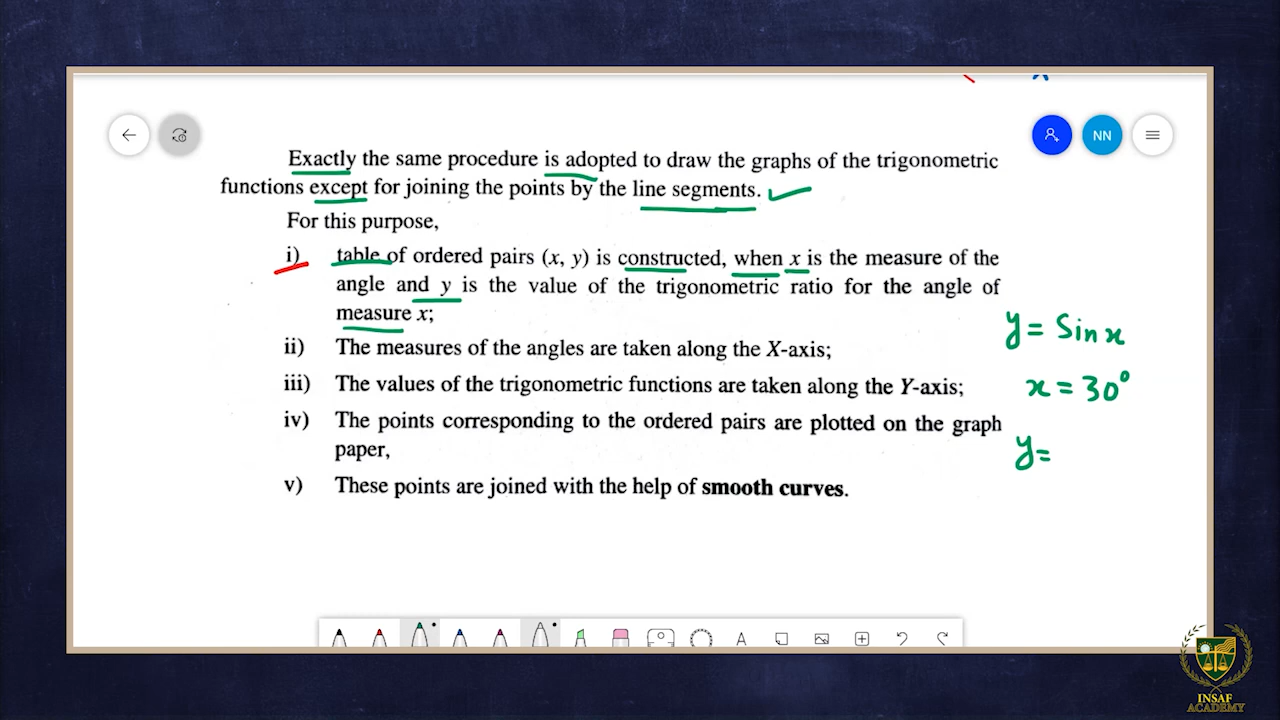 NN
Exactly the same procedure is adopted to draw the graphs of the trigonometric
functions except for joining the points by the line segments.
For this purpose,
i) table of ordered pairs (x, y) is constructed, when x is the measure of the
angle and y is the value of the trigonometric ratio for the angle of
measure x;
ii) The measures of the angles are taken along the X-axis;
iii) The values of the trigonometric functions are taken along the Y-axis;
iv) The points corresponding to the ordered pairs are plotted on the graph
paper,
v) These points are joined with the help of smooth curves.
y = Sin x
x = 30°
y =
A
INSAF
ACADEMY